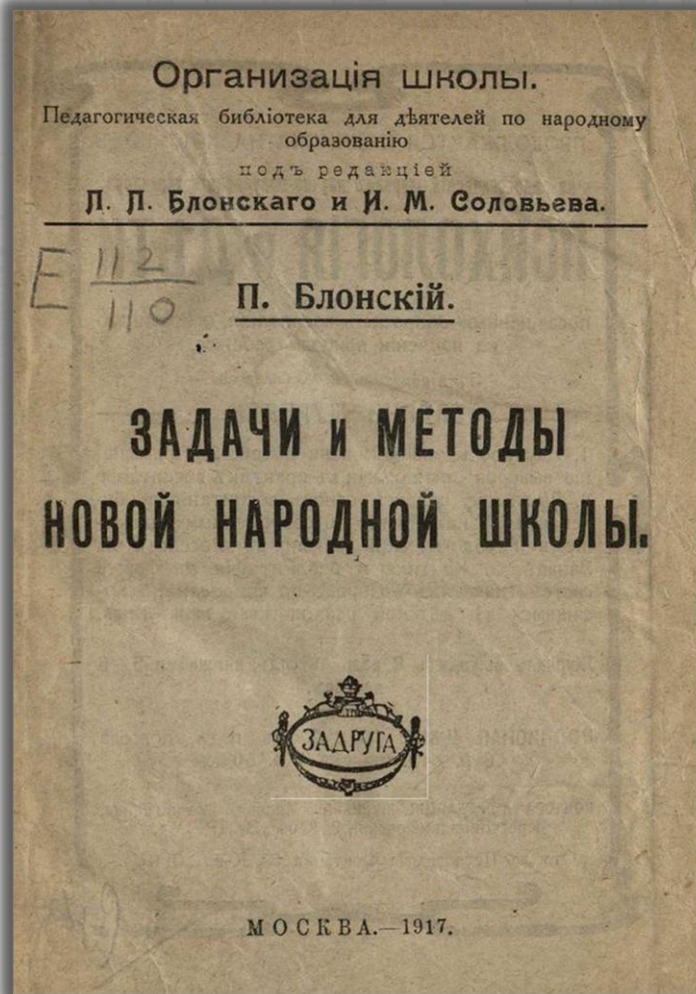 Организація школы.
Педагогическая библіотека для дѣятелей по народному
образованію
подъ редакціей
П. П. Блонскаго и И. М. Соловьева.
Е 112
110
П. Блонскій.
ЗАДАЧИ и МЕТОДЫ
НОВОЙ НАРОДНОЙ ШКОЛЫ.
ЗАДРУГА
МОСКВА.—1917.